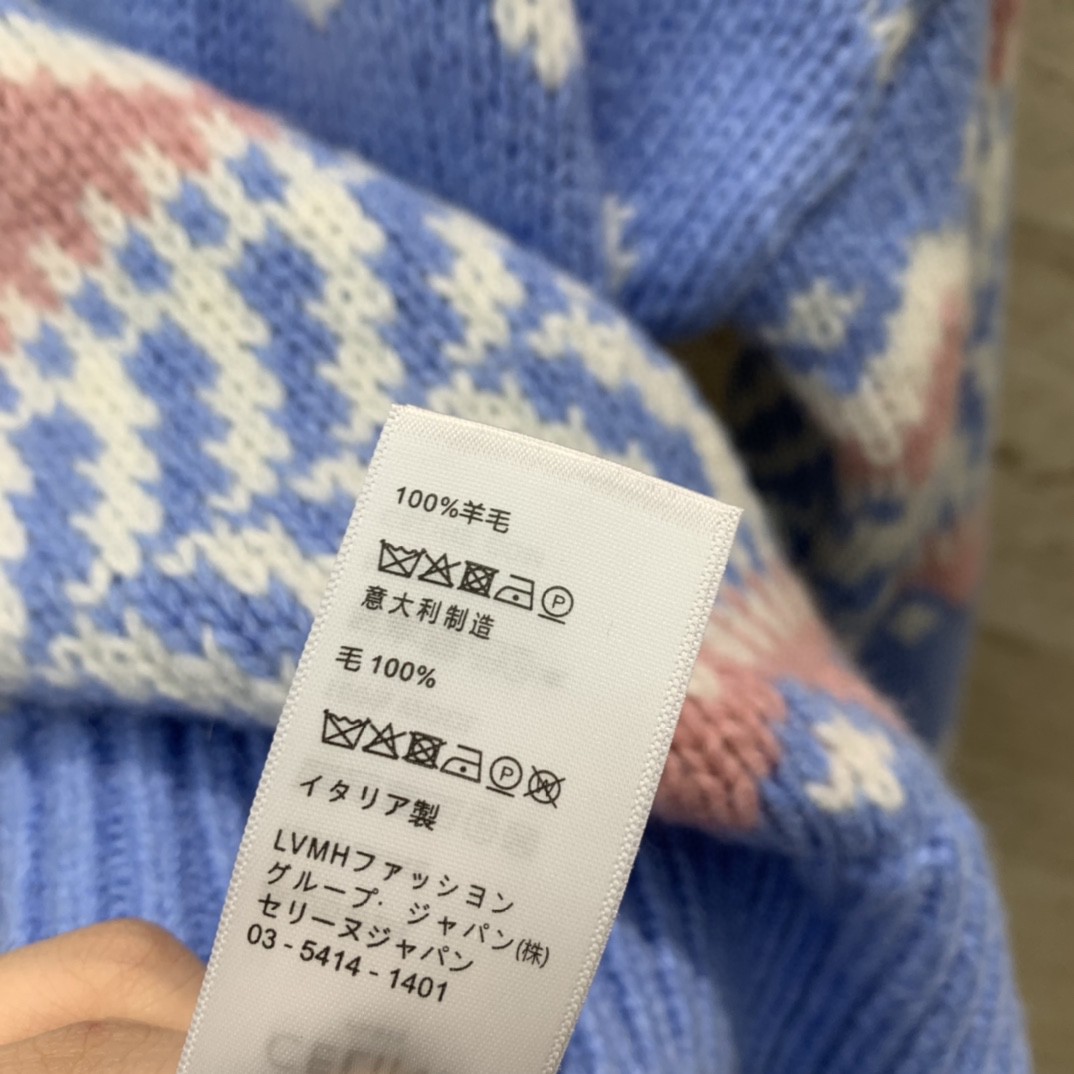 100%羊毛
P
意大利制造
毛 100%
P W
イタリア製
LVMHファッション
グループ. ジャパン(株)
セリーヌジャパン
03 - 5414 - 1401